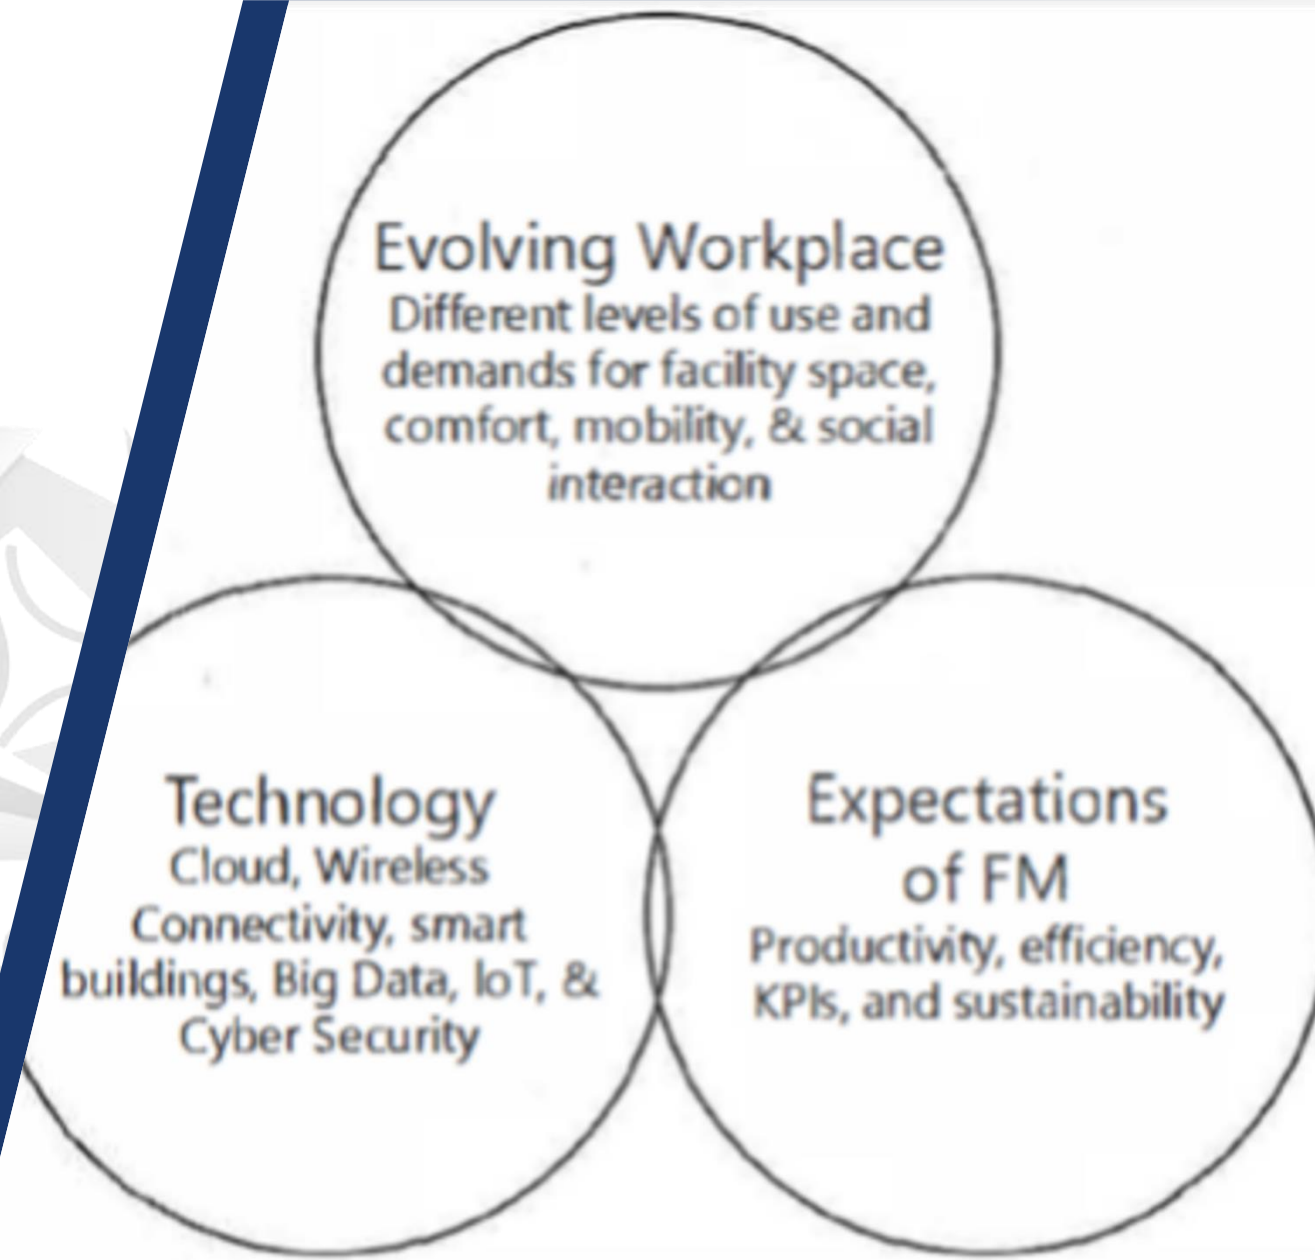 Evolving Workplace
Different levels of use and
demands for facility space,
comfort, mobility, & social
interaction
Technology
Cloud, Wireless
Connectivity, smart
buildings, Big Data, IoT, &
Cyber Security
Expectations
of FM
Productivity, efficiency,
KPIs, and sustainability